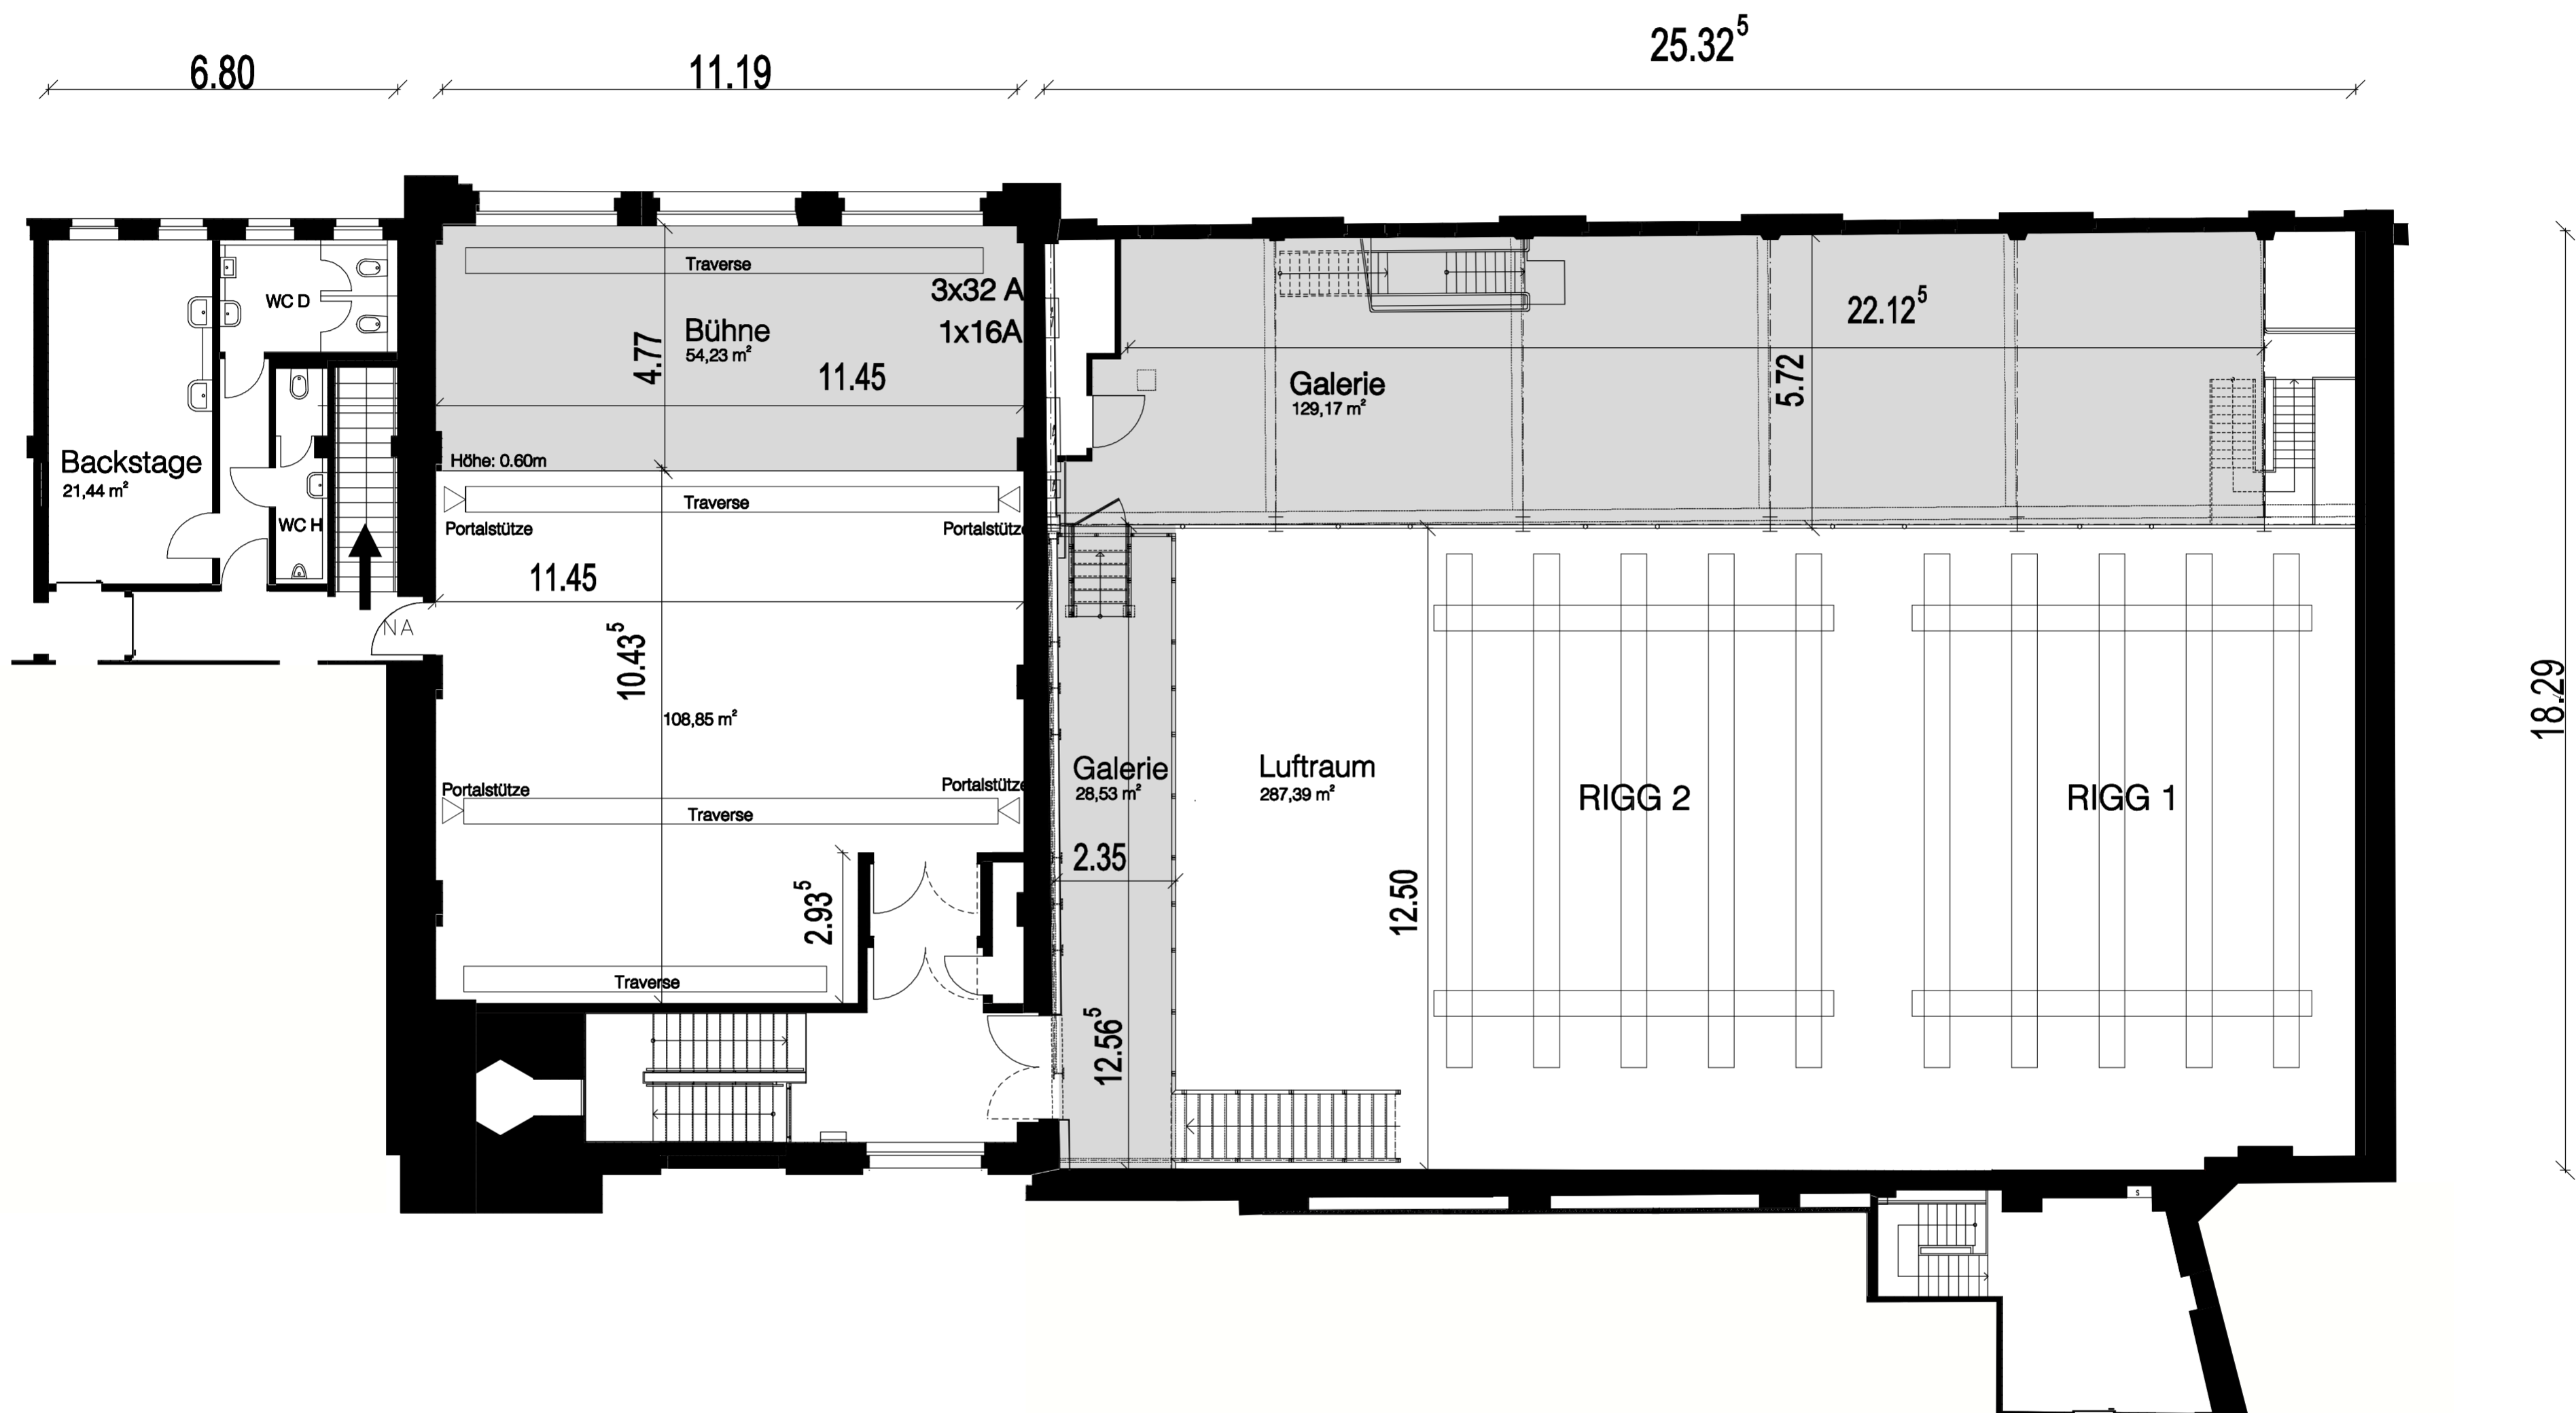 6.80
11.19
25.32⁵
Traverse
3x32 A
WC D
Bühne
54,23 m²
1x16A
4.77
11.45
22.12⁵
5.72
Galerie
129,17 m²
Höhe: 0.60m
Backstage
21,44 m²
Traverse
WC H
Portalstütze
Portalstütze
11.45
NA
10.43⁵
108,85 m²
18.29
Galerie
28,53 m²
Luftraum
287,39 m²
RIGG 2
RIGG 1
Portalstütze
Portalstütze
Traverse
2.35
2.93⁵
12.50
Traverse
12.56⁵
S